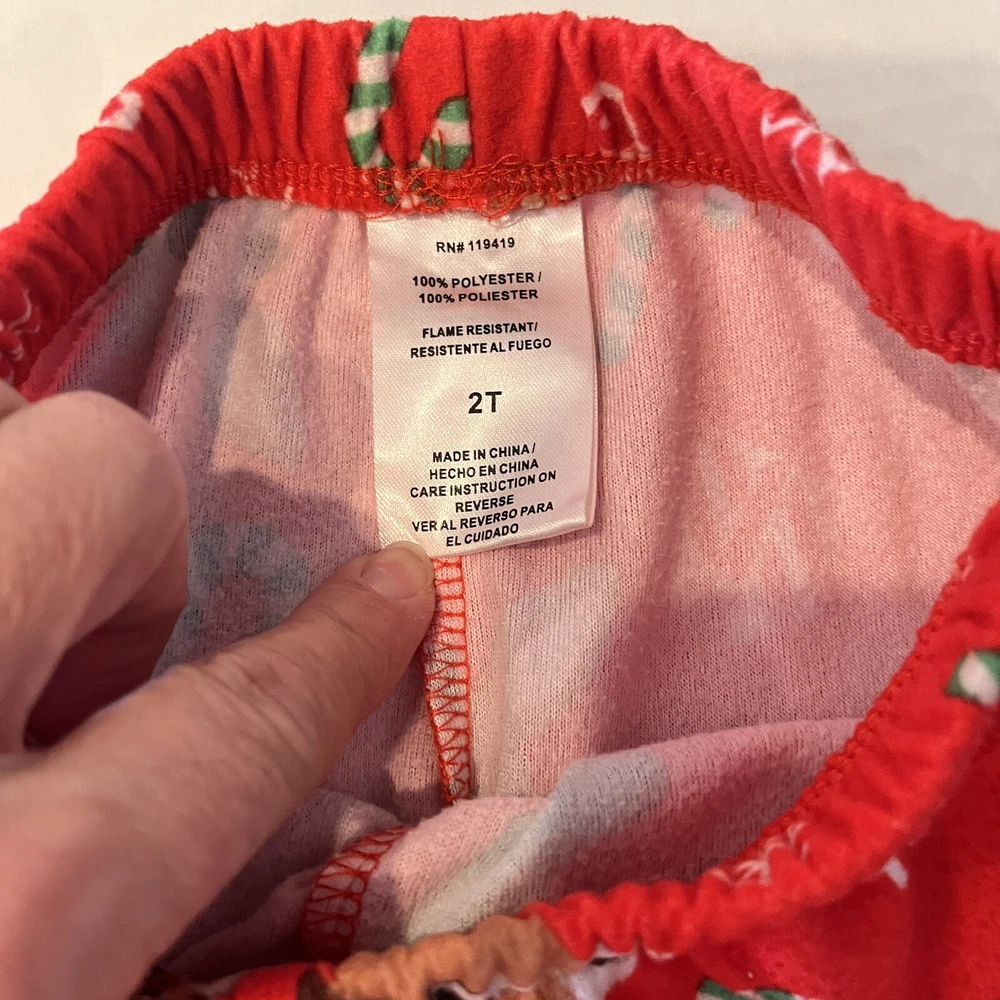 RN# 119419
100% POLYESTER /
100% POLIESTER
FLAME RESISTANT/
RESISTENTE AL FUEGO
2T
MADE IN CHINA /
HECHO EN CHINA
CARE INSTRUCTION ON
REVERSE
VER AL REVERSO PARA
EL CUIDADO